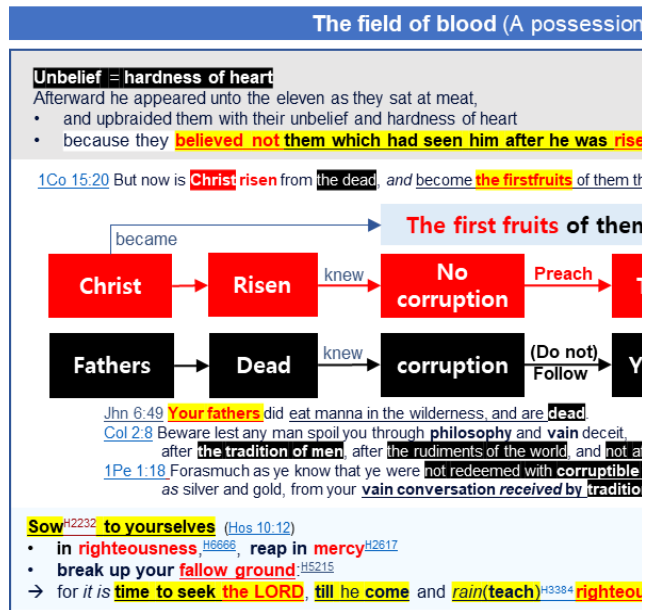 The field of blood (A possession
Unbelief = hardness of heart
Afterward he appeared unto the eleven as they sat at meat,
• and upbraided them with their unbelief and hardness of heart
• because they believed not them which had seen him after he was rise
1Co 15:20 But now is Christ risen from the dead, and become the firstfruits of them th
The first fruits of them
became
Christ Risen knew No corruption Preach T
Fathers Dead knew corruption (Do not) Follow Y
Jhn 6:49 Your fathers did eat manna in the wilderness, and are dead.
Col 2:8 Beware lest any man spoil you through philosophy and vain deceit,
after the tradition of men, after the rudiments of the world, and not af
1Pe 1:18 Forasmuch as ye know that ye were not redeemed with corruptible
as silver and gold, from your vain conversation received by traditio
Sow H2232 to yourselves (Hos 10:12)
• in righteousness, H6666, reap in mercy H2617
• break up your fallow ground: H5215
→ for it is time to seek the LORD, till he come and rain(teach) H3384 righteou